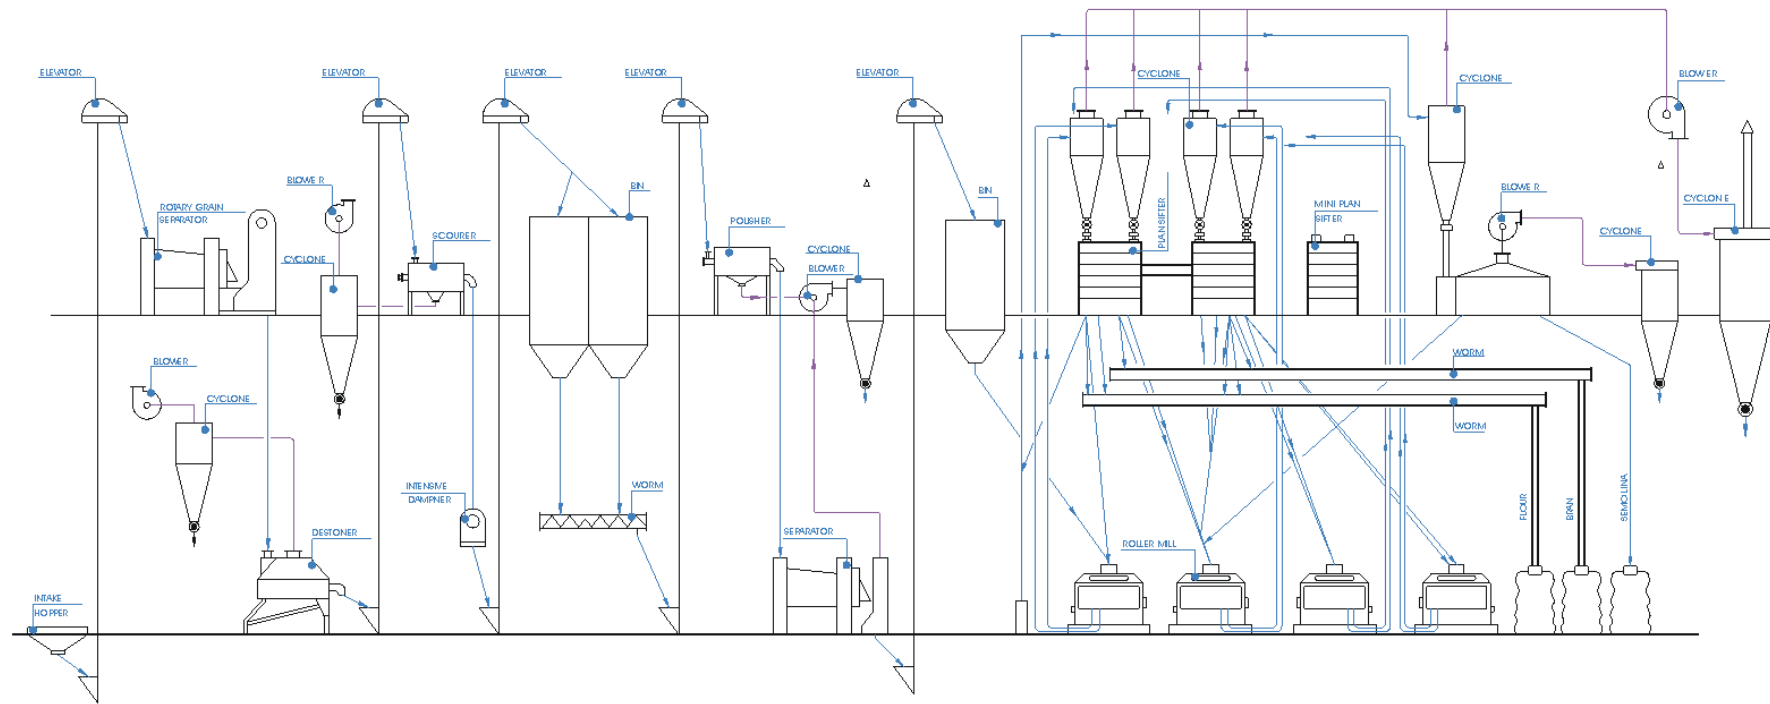 ELEVATOR
ELEVATOR
ELEVATOR
ELEVATOR
ELEVATOR
CYCLONE
CYCLONE
BLOWER
ROTARY GRAIN
SEPARATOR
BLOWER
CYCLONE
SCOURER
BIN
POLISHER
CYCLONE
BLOWER
BIN
PLAN SIFTER
MINI PLAN
SIFTER
BLOWER
CYCLONE
CYCLONE
BLOWER
CYCLONE
WORM
WORM
INTENSIVE
DAMPNER
WORM
DESTONER
SEPARATOR
ROLLER MILL
FLOUR
BRAN
SEMOLINA
INTAKE
HOPPER